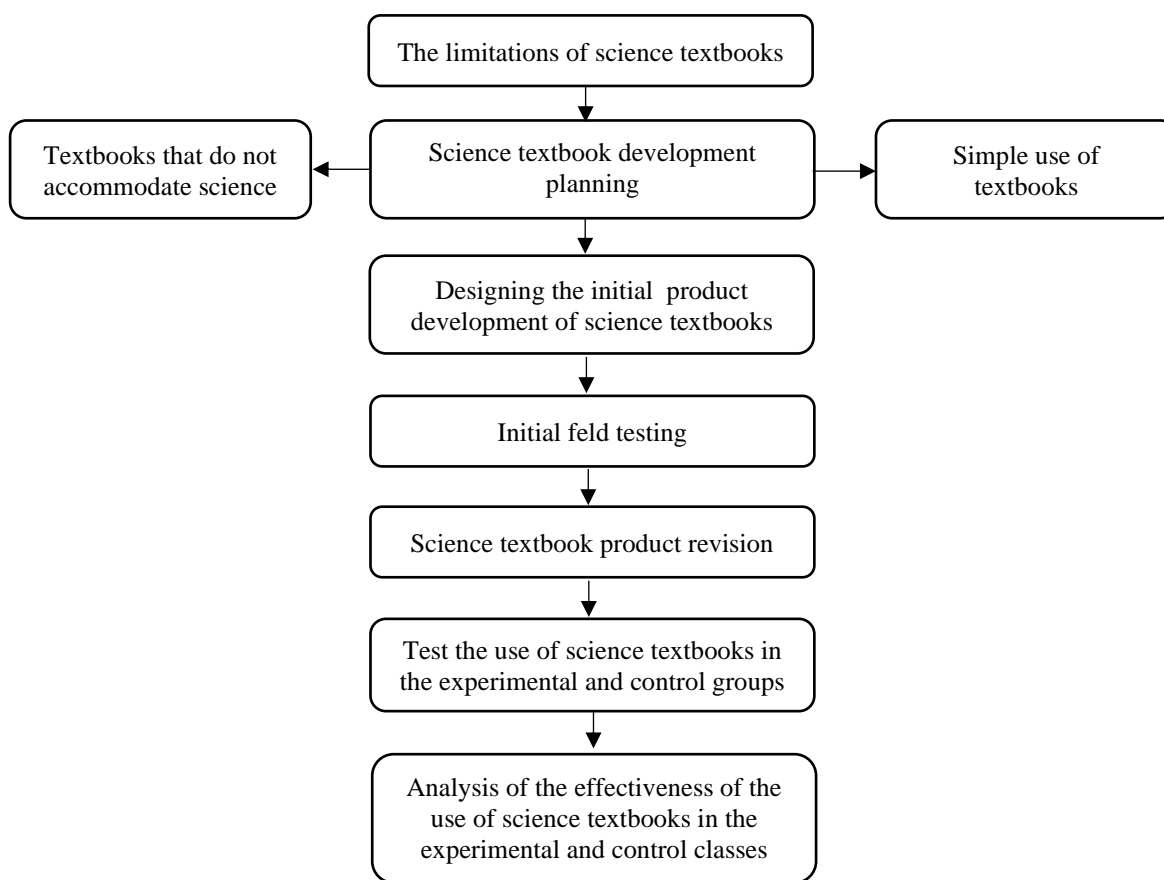 The limitations of science textbooks
Textbooks that do not
accommodate science
Science textbook development
planning
Simple use of
textbooks
Designing the initial  product
development of science textbooks
Initial feld testing
Science textbook product revision
Test the use of science textbooks in
the experimental and control groups
Analysis of the effectiveness of the
use of science textbooks in the
experimental and control classes